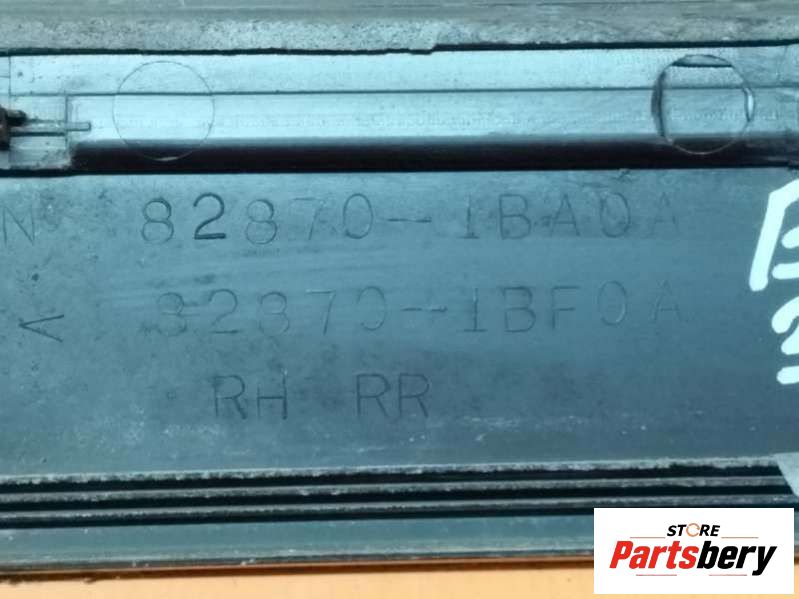 N 82870-1BA0A
A 82870-1BF0A
RH RR
STORE
Partsbery